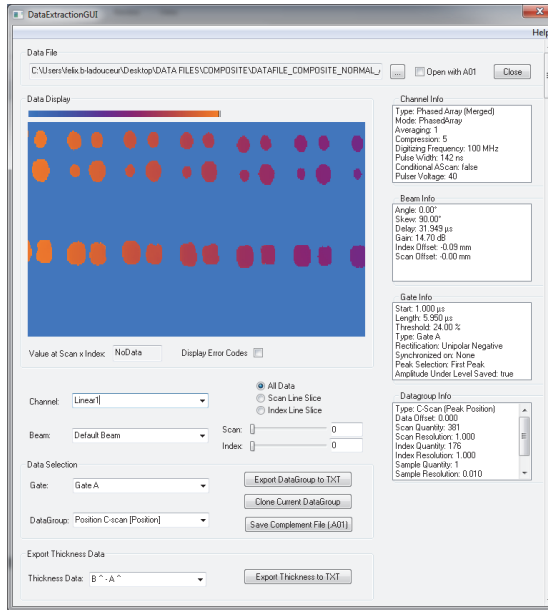 DataExtractionGUI
Help
Data File
C:\Users\felix.b-ladouceur\Desktop\DATA FILES\COMPOSITE\DATAFILE_COMPOSITE_NORMAL_
...
Open with A01
Close
Data Display
Value at Scan x Index:
NoData
Display Error Codes
Channel:
Linear1
Beam:
Default Beam
All Data
Scan Line Slice
Index Line Slice
Scan:
0
Index:
0
Data Selection
Gate:
Gate A
DataGroup:
Position C-scan [Position]
Export DataGroup to TXT
Clone Current DataGroup
Save Complement File (.A01)
Export Thickness Data
Thickness Data:
B ^ - A ^
Export Thickness to TXT
Channel Info
Type: Phased Array (Merged)
Mode: PhasedArray
Averaging: 1
Compression: 5
Digitizing Frequency: 100 MHz
Pulse Width: 142 ns
Conditional AScan: false
Pulser Voltage: 40
Beam Info
Angle: 0.00°
Skew: 90.00°
Delay: 31.949 µs
Gain: 14.70 dB
Index Offset: -0.09 mm
Scan Offset: -0.00 mm
Gate Info
Start: 1.000 µs
Length: 5.950 µs
Threshold: 24.00 %
Type: Gate A
Rectification: Unipolar Negative
Synchronized on: None
Peak Selection: First Peak
Amplitude Under Level Saved: true
Datagroup Info
Type: C-Scan (Peak Position)
Data Offset: 0.000
Scan Quantity: 381
Scan Resolution: 1.000
Index Quantity: 176
Index Resolution: 1.000
Sample Quantity: 1
Sample Resolution: 0.010